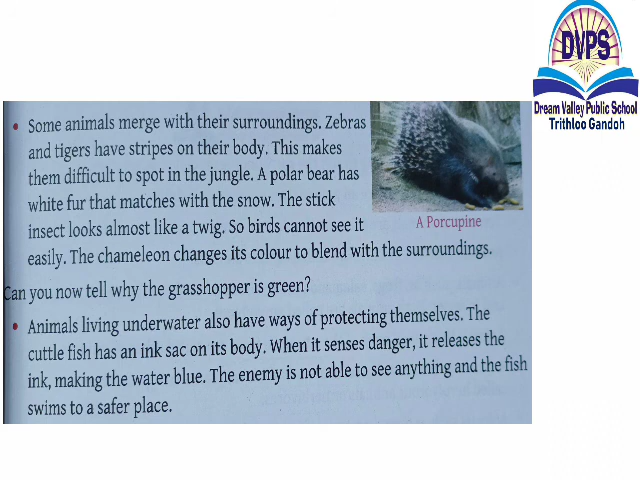 DVPS
Dream Valley Public School
Trithloo Gandoh
• Some animals merge with their surroundings. Zebras
and tigers have stripes on their body. This makes
them difficult to spot in the jungle. A polar bear has
white fur that matches with the snow. The stick
insect looks almost like a twig. So birds cannot see it
easily. The chameleon changes its colour to blend with the surroundings.
A Porcupine
Can you now tell why the grasshopper is green?
• Animals living underwater also have ways of protecting themselves. The
cuttle fish has an ink sac on its body. When it senses danger, it releases the
ink, making the water blue. The enemy is not able to see anything and the fish
swims to a safer place.